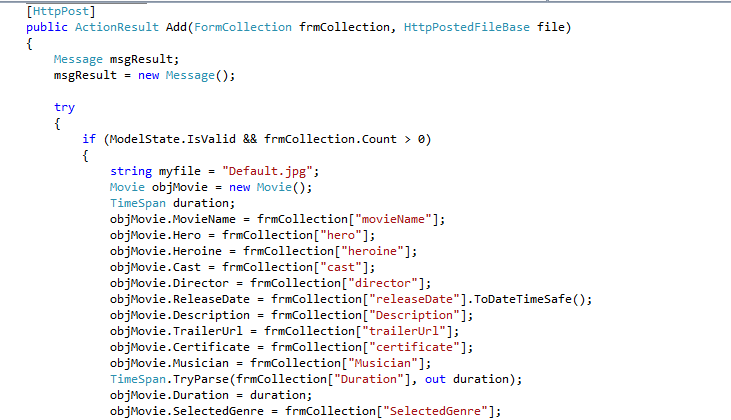 [HttpPost]
public ActionResult Add(FormCollection frmCollection, HttpPostedFileBase file)
{
Message msgResult;
msgResult = new Message();
try
{
if (ModelState.IsValid && frmCollection.Count > 0)
{
string myfile = "Default.jpg";
Movie objMovie = new Movie();
TimeSpan duration;
objMovie.MovieName = frmCollection["movieName"];
objMovie.Hero = frmCollection["hero"];
objMovie.Heroine = frmCollection["heroine"];
objMovie.Cast = frmCollection["cast"];
objMovie.Director = frmCollection["director"];
objMovie.ReleaseDate = frmCollection["releaseDate"].ToDateTimeSafe();
objMovie.Description = frmCollection["Description"];
objMovie.TrailerUrl = frmCollection["trailerUrl"];
objMovie.Certificate = frmCollection["certificate"];
objMovie.Musician = frmCollection["Musician"];
TimeSpan.TryParse(frmCollection["Duration"], out duration);
objMovie.Duration = duration;
objMovie.SelectedGenre = frmCollection["SelectedGenre"];